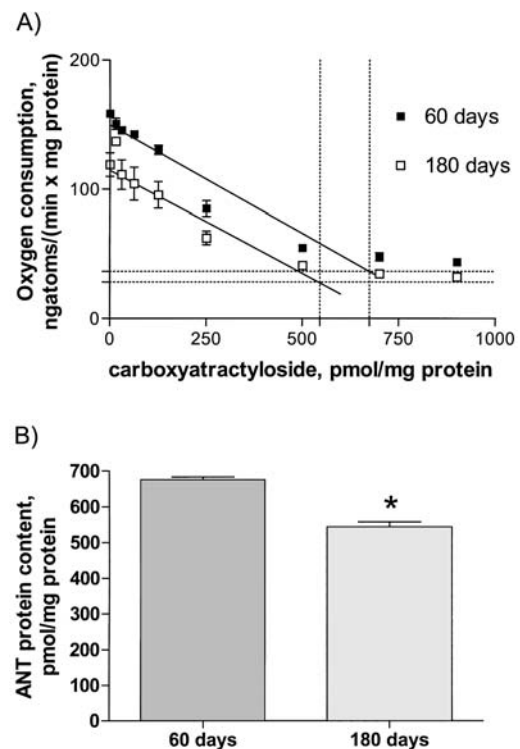 A)
Oxygen consumption,
ngatoms/(min x mg protein)
200
100
0
60 days
180 days
0 250 500 750 1000
carboxyatractyloside, pmol/mg protein
B)
ANT protein content,
pmol/mg protein
700
600
500
400
300
200
100
0
*
60 days 180 days